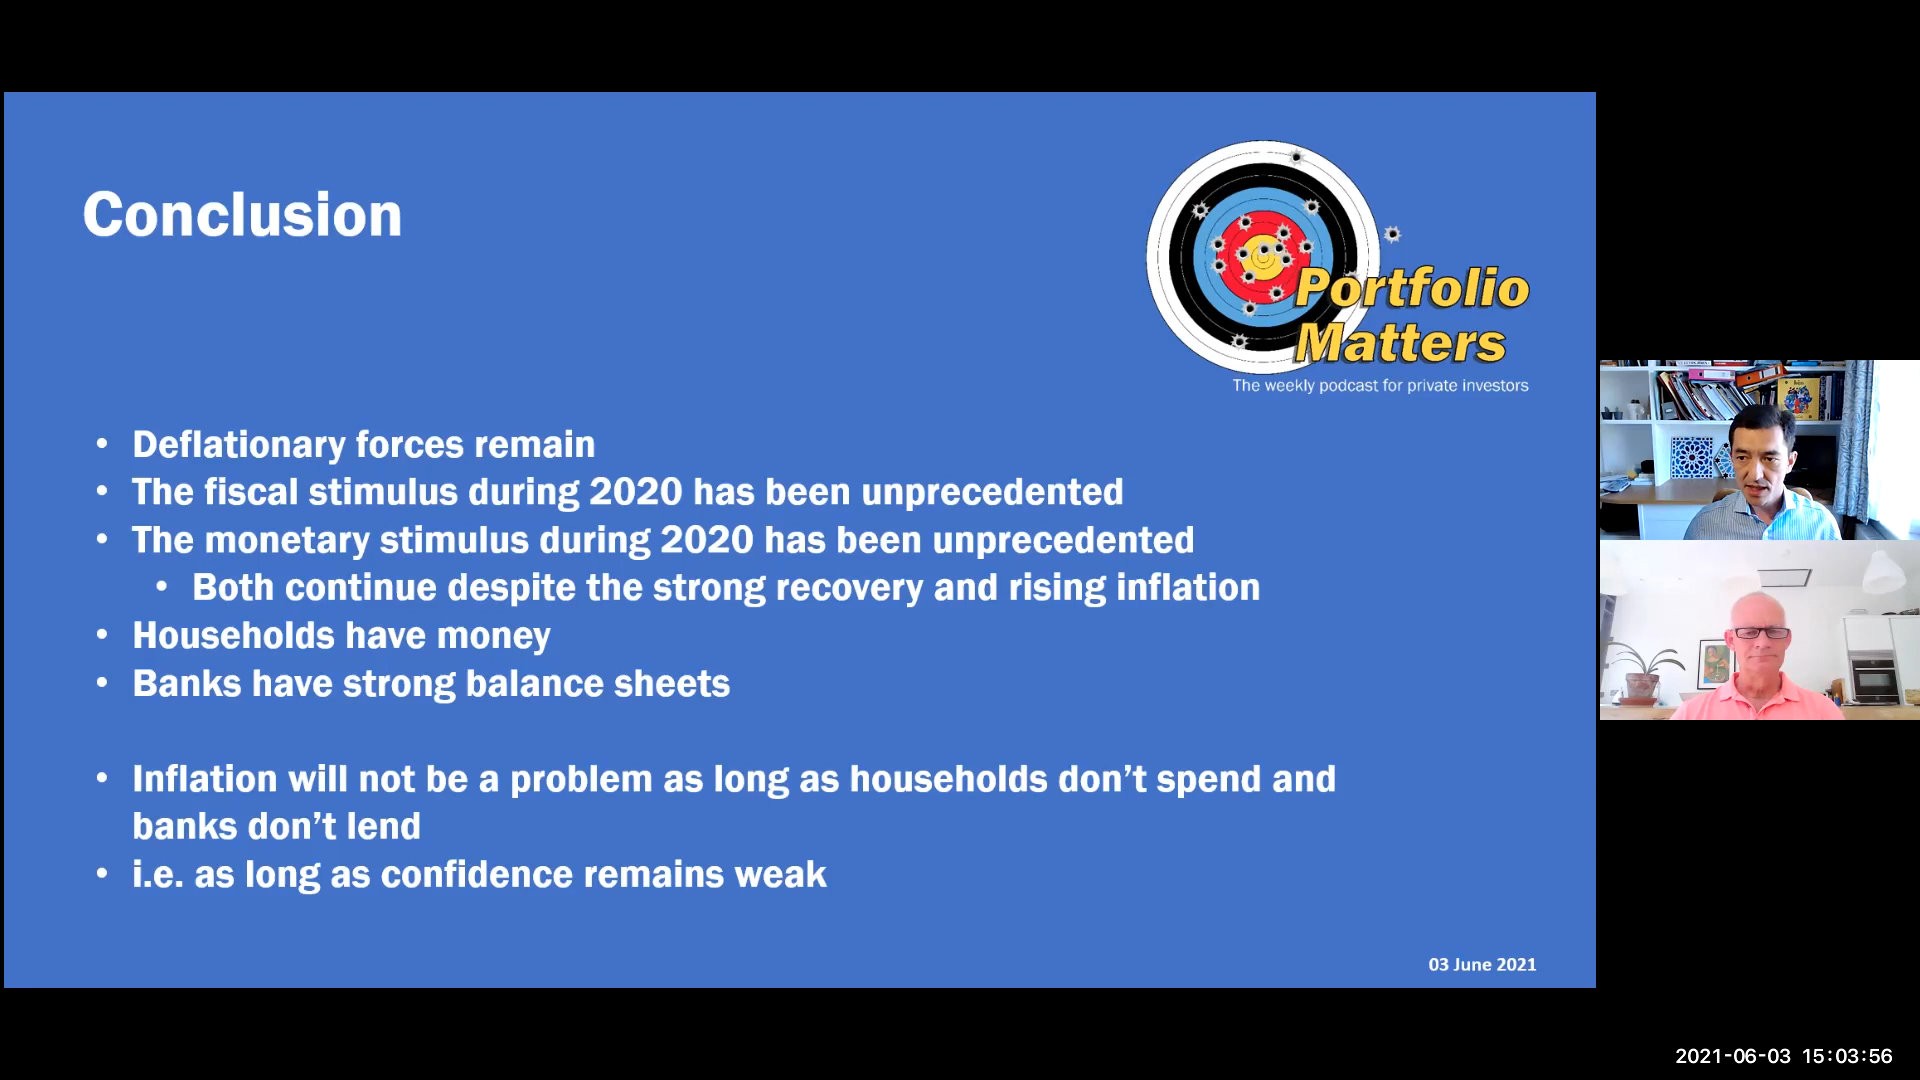 Conclusion
Portfolio
Matters
The weekly podcast for private investors
• Deflationary forces remain
• The fiscal stimulus during 2020 has been unprecedented
• The monetary stimulus during 2020 has been unprecedented
• Both continue despite the strong recovery and rising inflation
• Households have money
• Banks have strong balance sheets
• Inflation will not be a problem as long as households don’t spend and
banks don’t lend
• i.e. as long as confidence remains weak
03 June 2021
2021-06-03 15:03:56